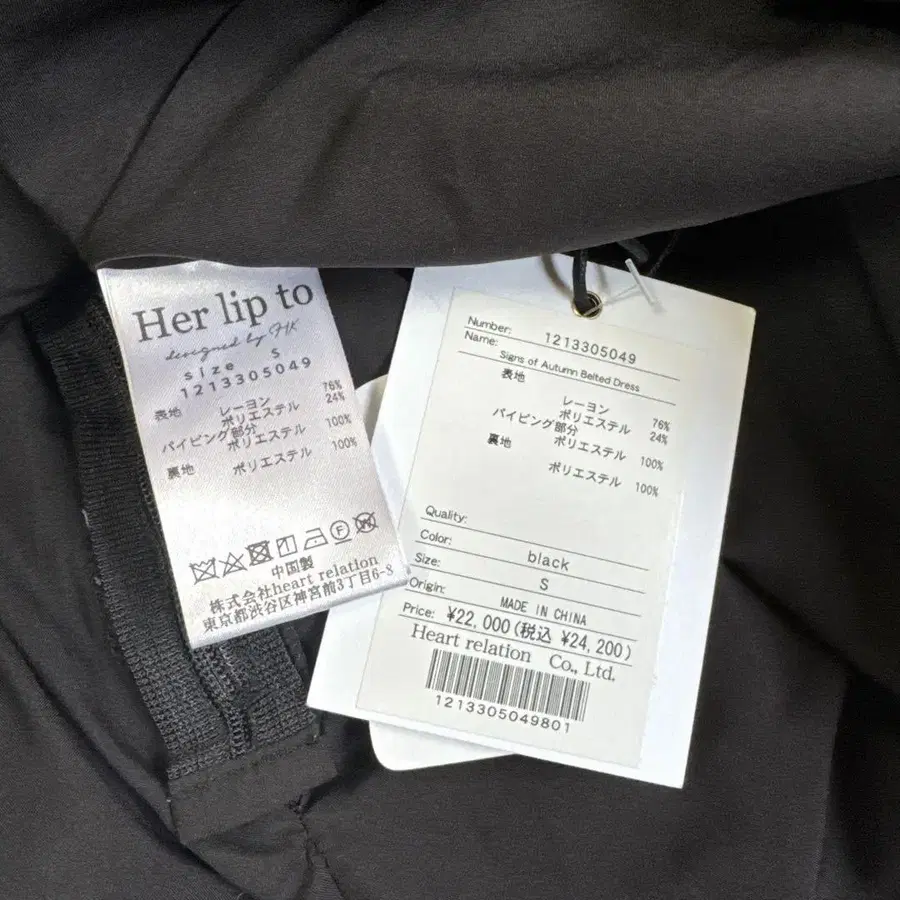 Her lip to
designed by HK
size S
1213305049
表地 レーヨン 76%
ポリエステル 24%
パイピング部分
ポリエステル 100%
裏地 ポリエステル 100%
F
W
中国製
株式会社heart relation
東京都渋谷区神宮前3丁目6-8
Number: 1213305049
Name:
Signs of Autumn Belted Dress
表地
レーヨン 76%
ポリエステル 24%
パイピング部分
ポリエステル 100%
裏地
ポリエステル 100%
Quality:
Color: black
Size: S
Origin: MADE IN CHINA
Price: ¥22,000(税込 ¥24,200)
Heart relation Co., Ltd.
1213305049801